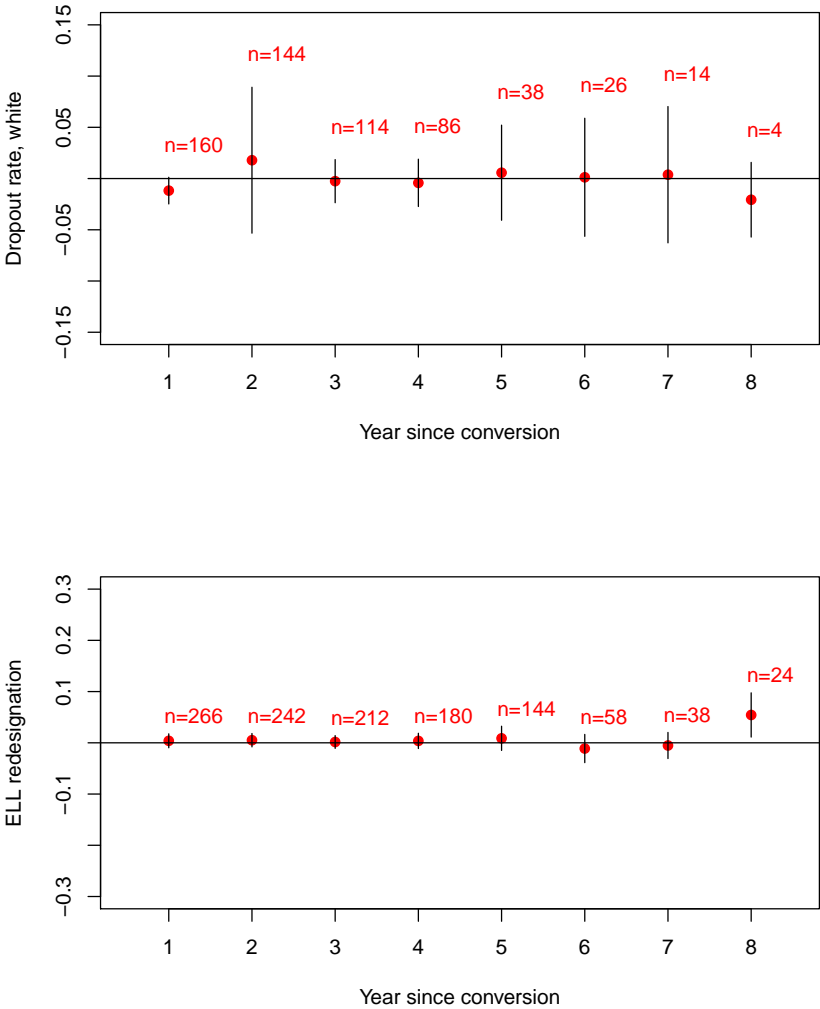 Dropout rate, white
0.15
0.05
−0.05
−0.15
n=160
n=144
n=114
n=86
n=38
n=26
n=14
n=4
1 2 3 4 5 6 7 8
Year since conversion
ELL redesignation
0.3
0.2
0.1
−0.1
−0.3
n=266
n=242
n=212
n=180
n=144
n=58
n=38
n=24
1 2 3 4 5 6 7 8
Year since conversion